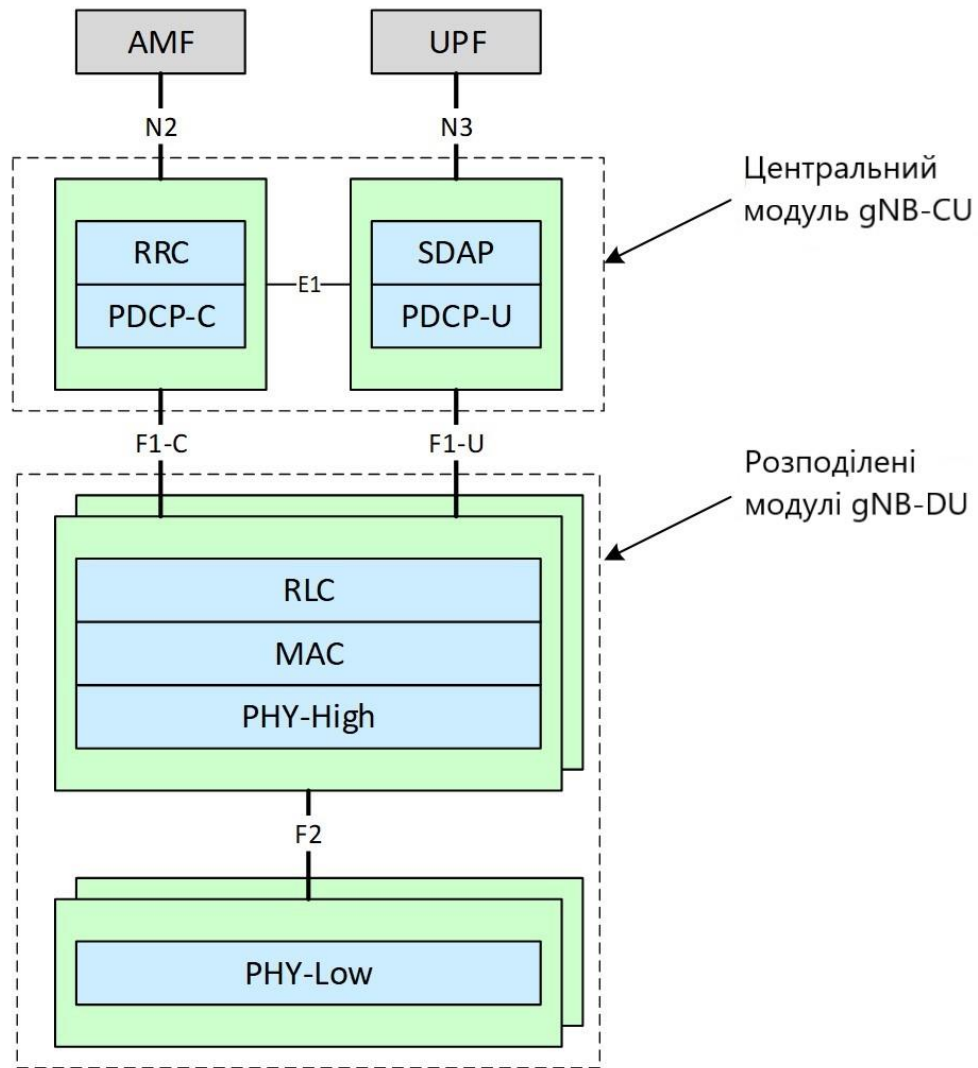 AMF
UPF
N2
N3
Центральний
модуль gNB-CU
RRC
SDAP
E1
PDCP-C
PDCP-U
F1-C
F1-U
Розподілені
модулі gNB-DU
RLC
MAC
PHY-High
F2
PHY-Low